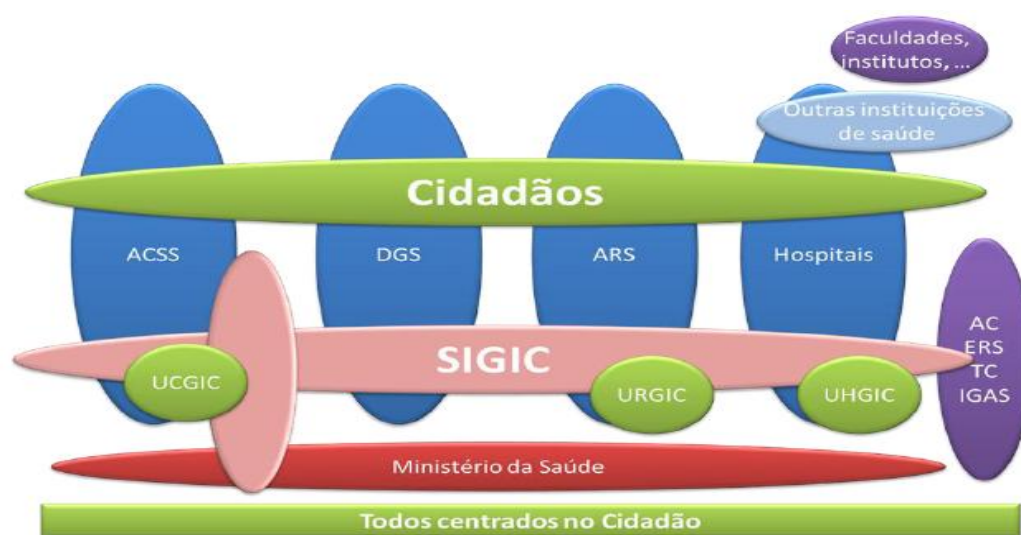 Faculdades,
institutos, ...
Outras instituições
de saúde
Cidadãos
ACSS
DGS
ARS
Hospitais
SIGIC
AC
ERS
TC
IGAS
UCGIC
URGIC
UHGIC
Ministério da Saúde
Todos centrados no Cidadão